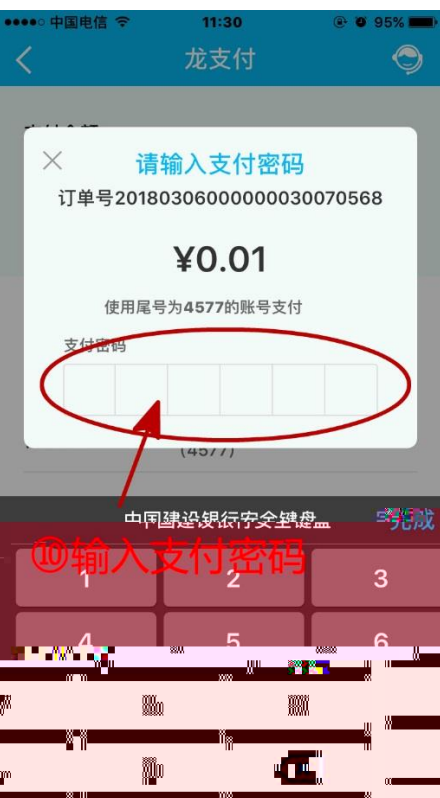 中国电信 11:30 95%
龙支付
请输入支付密码
订单号20180306000000030070568
¥0.01
使用尾号为4577的账号支付
支付密码
(4577)
中国建设银行安全键盘 完成
⑩输入支付密码
1 2 3
4 5 6